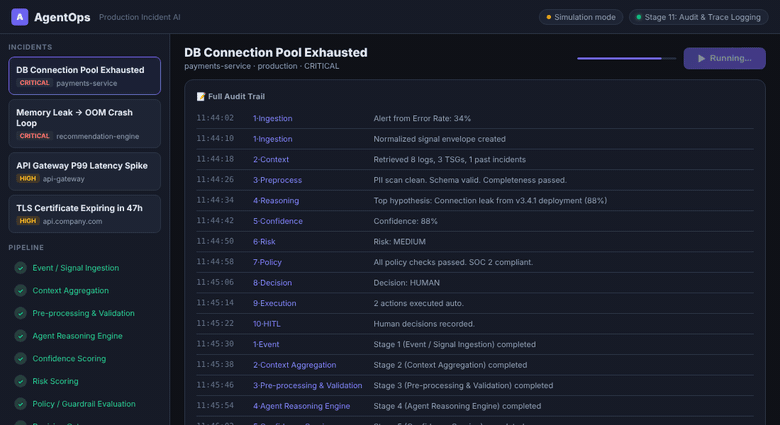 A AgentOps Production Incident AI
Simulation mode
Stage 11: Audit & Trace Logging
INCIDENTS
DB Connection Pool Exhausted
CRITICAL payments-service
Memory Leak → OOM Crash
Loop
CRITICAL recommendation-engine
API Gateway P99 Latency Spike
HIGH api-gateway
TLS Certificate Expiring in 47h
HIGH api.company.com
PIPELINE
Event / Signal Ingestion
Context Aggregation
Pre-processing & Validation
Agent Reasoning Engine
Confidence Scoring
Risk Scoring
Policy / Guardrail Evaluation
DB Connection Pool Exhausted
payments-service · production · CRITICAL
▶ Running...
📝 Full Audit Trail
11:44:02 1·Ingestion Alert from Error Rate: 34%
11:44:10 1·Ingestion Normalized signal envelope created
11:44:18 2·Context Retrieved 8 logs, 3 TSGs, 1 past incidents
11:44:26 3·Preprocess PII scan clean. Schema valid. Completeness passed.
11:44:34 4·Reasoning Top hypothesis: Connection leak from v3.4.1 deployment (88%)
11:44:42 5·Confidence Confidence: 88%
11:44:50 6·Risk Risk: MEDIUM
11:44:58 7·Policy All policy checks passed. SOC 2 compliant.
11:45:06 8·Decision Decision: HUMAN
11:45:14 9·Execution 2 actions executed auto.
11:45:22 10·HITL Human decisions recorded.
11:45:30 1·Event Stage 1 (Event / Signal Ingestion) completed
11:45:38 2·Context Aggregation Stage 2 (Context Aggregation) completed
11:45:46 3·Pre-processing & Validation Stage 3 (Pre-processing & Validation) completed
11:45:54 4·Agent Reasoning Engine Stage 4 (Agent Reasoning Engine) completed